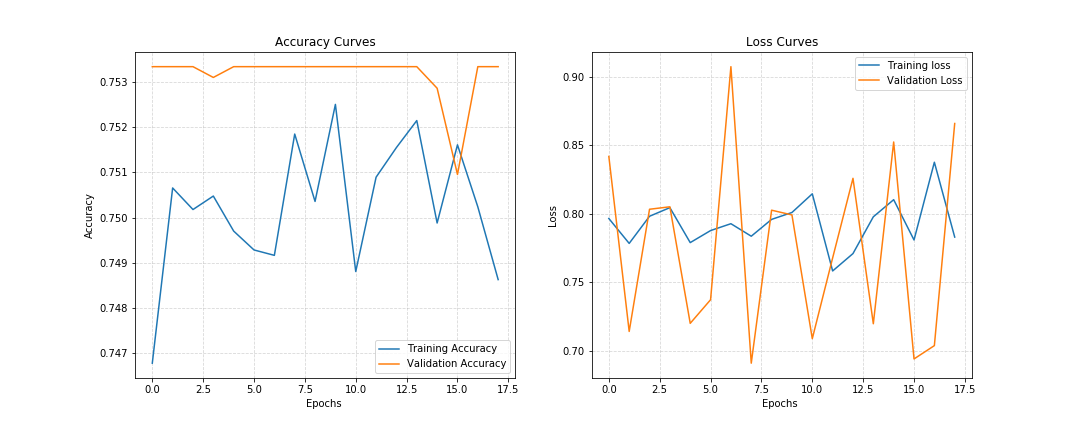 Accuracy Curves
Accuracy
0.753
0.752
0.751
0.750
0.749
0.748
0.747
0.0 2.5 5.0 7.5 10.0 12.5 15.0 17.5
Epochs
Training Accuracy
Validation Accuracy
Loss Curves
Loss
0.90
0.85
0.80
0.75
0.70
0.0 2.5 5.0 7.5 10.0 12.5 15.0 17.5
Epochs
Training loss
Validation Loss